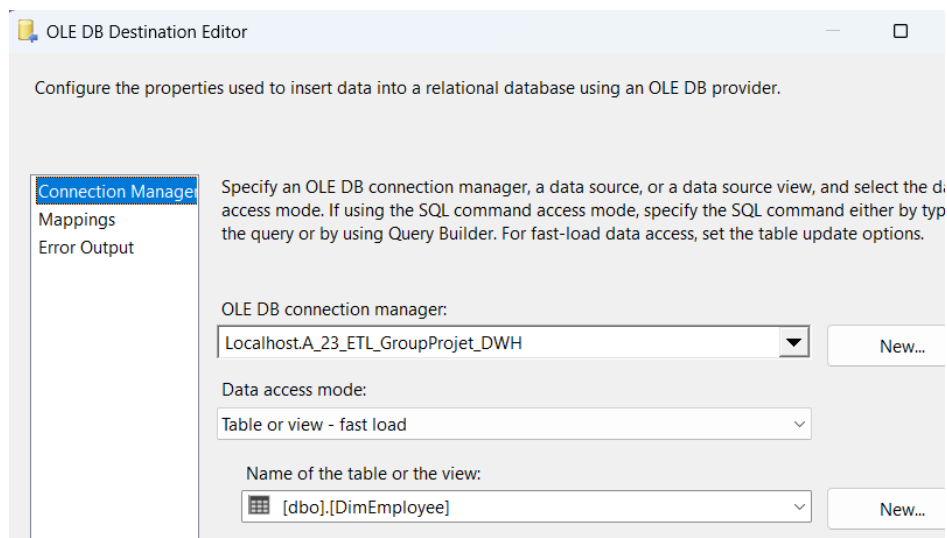 OLE DB Destination Editor
Configure the properties used to insert data into a relational database using an OLE DB provider.
Connection Manager
Mappings
Error Output
Specify an OLE DB connection manager, a data source, or a data source view, and select the
access mode. If using the SQL command access mode, specify the SQL command either by
the query or by using Query Builder. For fast-load data access, set the table update options.
OLE DB connection manager:
Localhost.A_23_ETL_GroupProjet_DWH
New...
Data access mode:
Table or view - fast load
Name of the table or the view:
[dbo].[DimEmployee]
New...